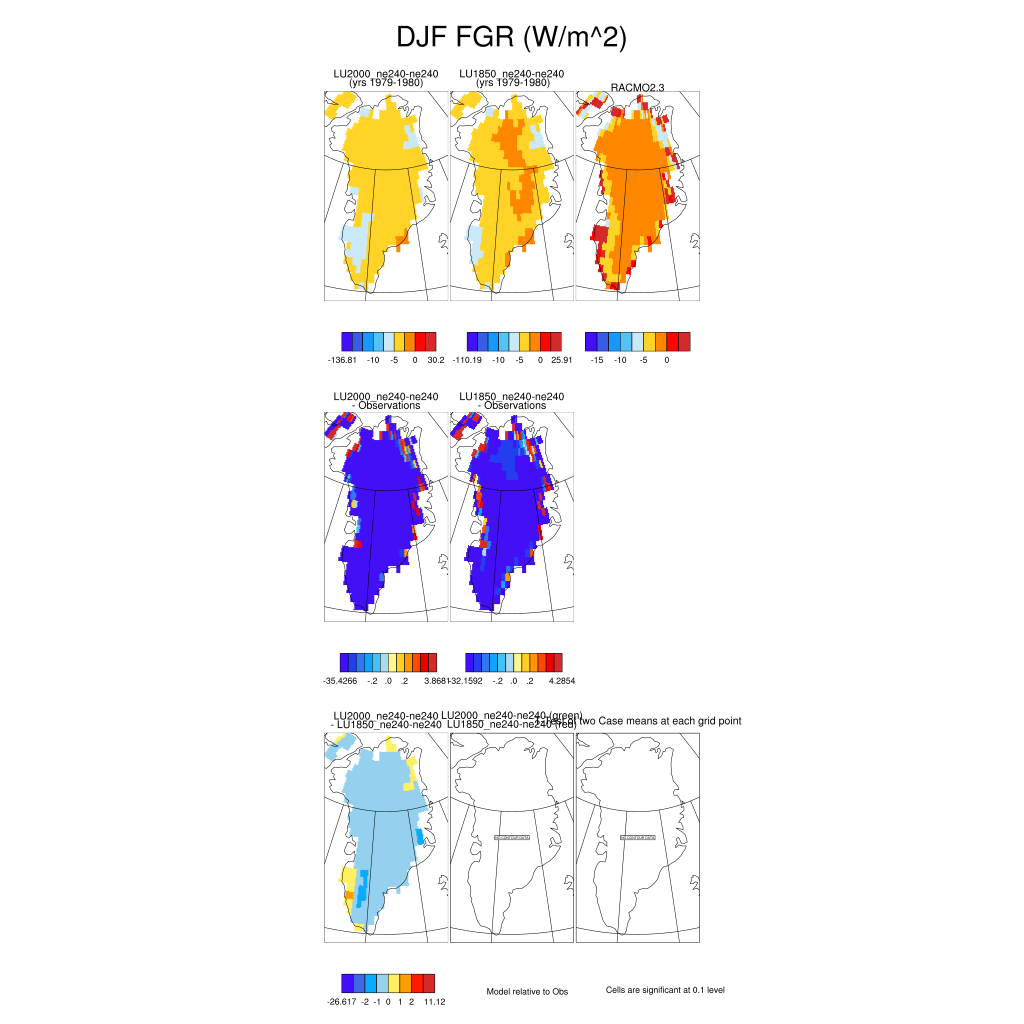 DJF FGR (W/m^2)
LU2000_ne240-ne240
(yrs 1979-1980)
LU1850_ne240-ne240
(yrs 1979-1980)
RACMO2.3
-136.81 -10 -5 0 30.2
-110.19 -10 -5 0 25.91
-15 -10 -5 0
LU2000_ne240-ne240
- Observations
LU1850_ne240-ne240
- Observations
-35.4266 -.2 .0 .2 3.8681
-32.1592 -.2 .0 .2 4.2854
LU2000_ne240-ne240
- LU1850_ne240-ne240
LU2000_ne240-ne240 (green)
LU1850_ne240-ne240 (red)
of two Case means at each grid point
-26.617 -2 -1 0 1 2 11.12
Model relative to Obs
Cells are significant at 0.1 level